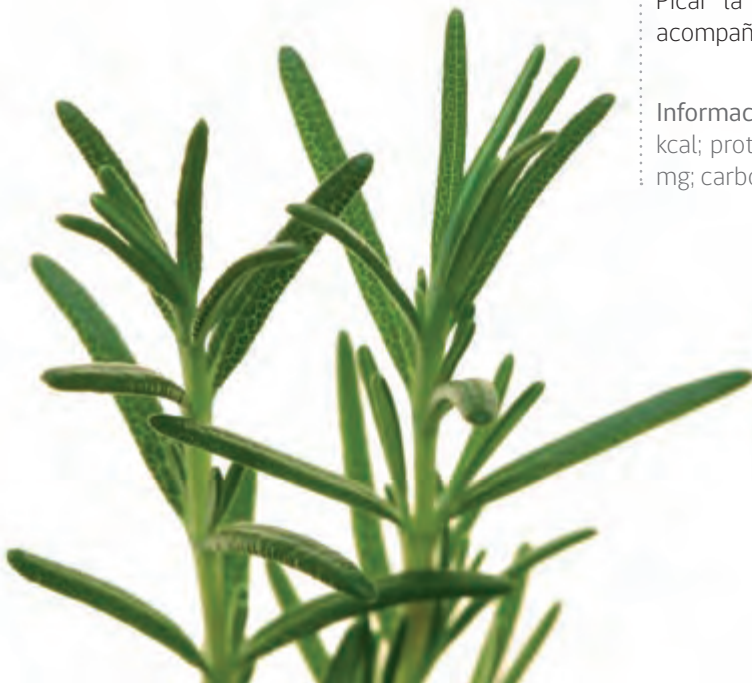 Picar la
acompañ
Informac
kcal; prot
mg; carbo